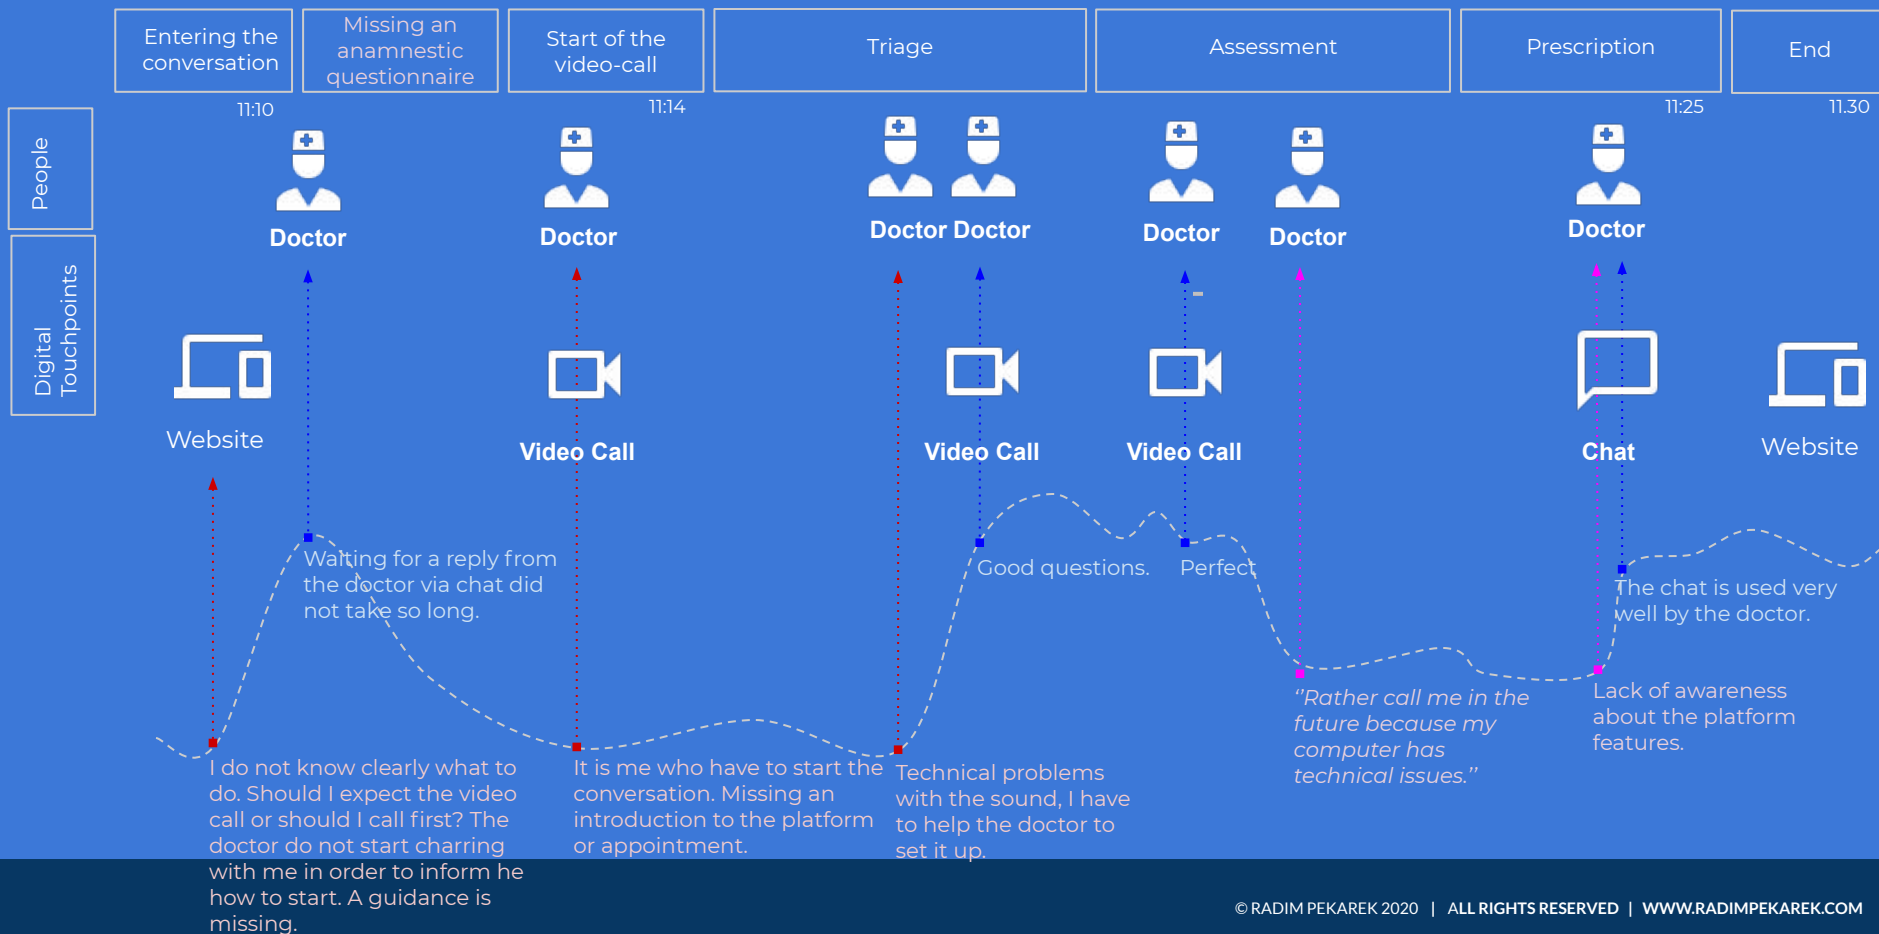 Entering the
conversation
Missing an
anamnestic
questionnaire
Start of the
video-call
Triage
Assessment
Prescription
End
11:10
11:14
11:25
11.30
People
Doctor
Doctor
Doctor
Doctor
Doctor
Doctor
Doctor
Digital
Touchpoints
Website
Video Call
Video Call
Video Call
Chat
Website
Waiting for a reply from
the doctor via chat did
not take so long.
Good questions.
Perfect
The chat is used very
well by the doctor.
I do not know clearly what to
do. Should I expect the video
call or should I call first? The
doctor do not start charring
with me in order to inform he
how to start. A guidance is
missing.
It is me who have to start the
conversation. Missing an
introduction to the platform
or appointment.
Technical problems
with the sound, I have
to help the doctor to
set it up.
‘’Rather call me in the
future because my
computer has
technical issues.’’
Lack of awareness
about the platform
features.
© RADIM PEKAREK 2020 | ALL RIGHTS RESERVED | WWW.RADIMPEKAREK.COM